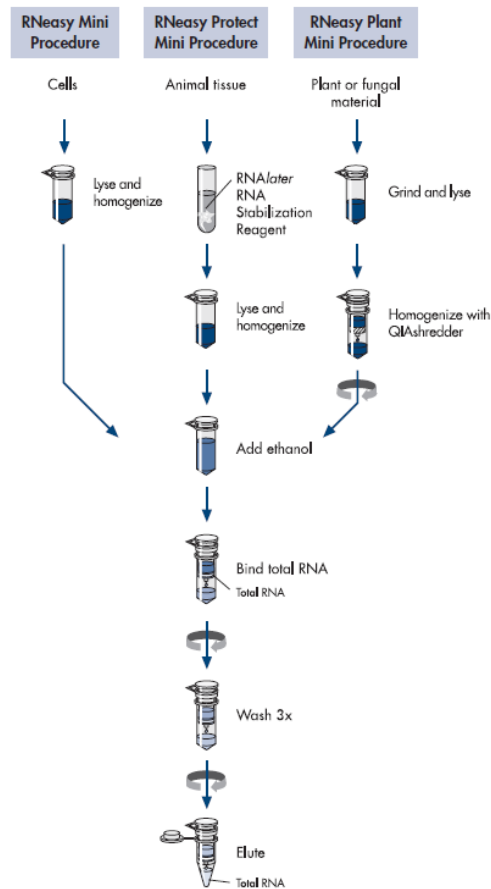 RNeasy Mini
Procedure
RNeasy Protect
Mini Procedure
RNeasy Plant
Mini Procedure
Cells
Animal tissue
Plant or fungal
material
Lyse and
homogenize
RNAlater
RNA
Stabilization
Reagent
Grind and lyse
Lyse and
homogenize
Homogenize with
QIAshredder
Add ethanol
Bind total RNA
Total RNA
Wash 3x
Elute
Total RNA